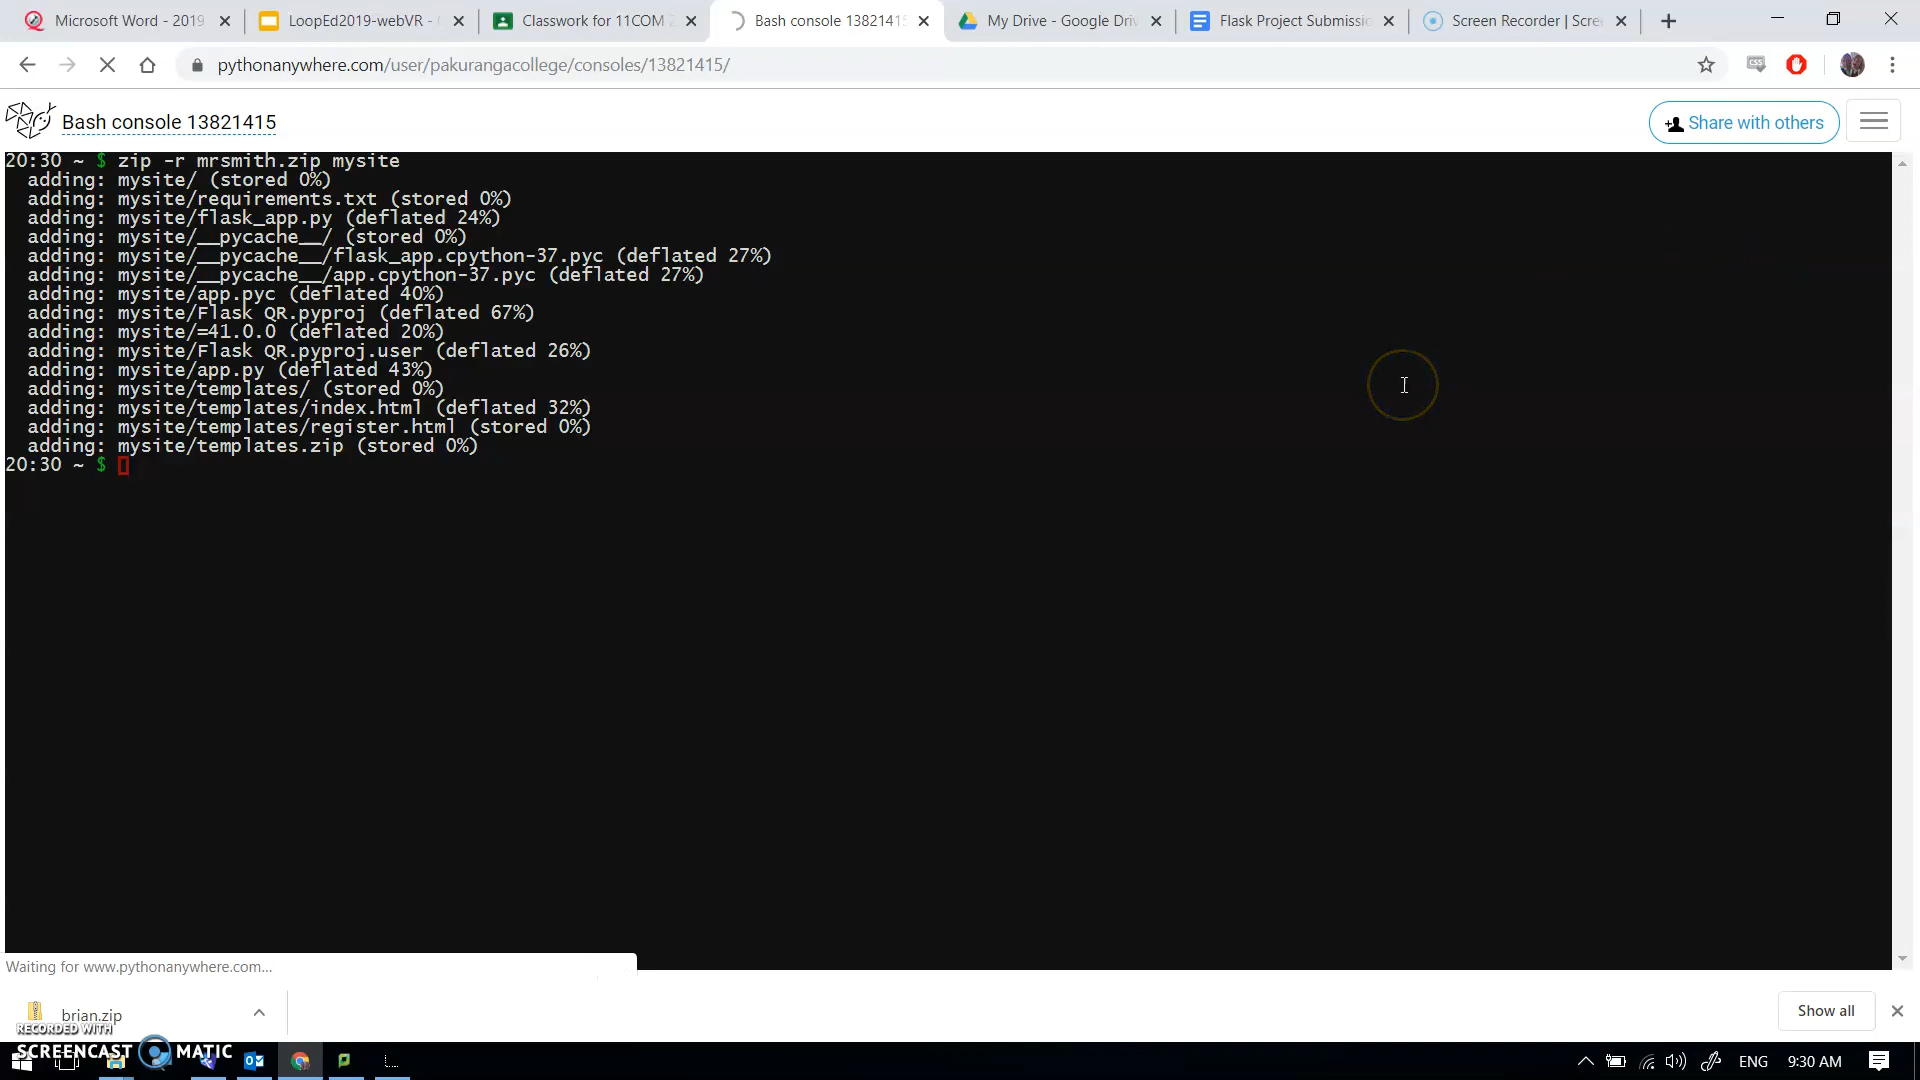 Microsoft Word - 2019
LoopEd2019-webVR -
Classwork for 11COM
Bash console 13821415
My Drive - Google Driv
Flask Project Submissio
Screen Recorder | Scre
pythonanywhere.com/user/pakurangacollege/consoles/13821415/
Bash console 13821415
Share with others
20:30 ~ $ zip -r mrsmith.zip mysite
adding: mysite/ (stored 0%)
adding: mysite/requirements.txt (stored 0%)
adding: mysite/flask_app.py (deflated 24%)
adding: mysite/__pycache__/ (stored 0%)
adding: mysite/__pycache__/flask_app.cpython-37.pyc (deflated 27%)
adding: mysite/__pycache__/app.cpython-37.pyc (deflated 27%)
adding: mysite/app.pyc (deflated 40%)
adding: mysite/Flask QR.pyproj (deflated 67%)
adding: mysite/=41.0.0 (deflated 20%)
adding: mysite/Flask QR.pyproj.user (deflated 26%)
adding: mysite/app.py (deflated 43%)
adding: mysite/templates/ (stored 0%)
adding: mysite/templates/index.html (deflated 32%)
adding: mysite/templates/register.html (stored 0%)
adding: mysite/templates.zip (stored 0%)
20:30 ~ $
Waiting for www.pythonanywhere.com...
brian.zip
Show all
RECORDED WITH
SCREENCAST MATIC
ENG
9:30 AM